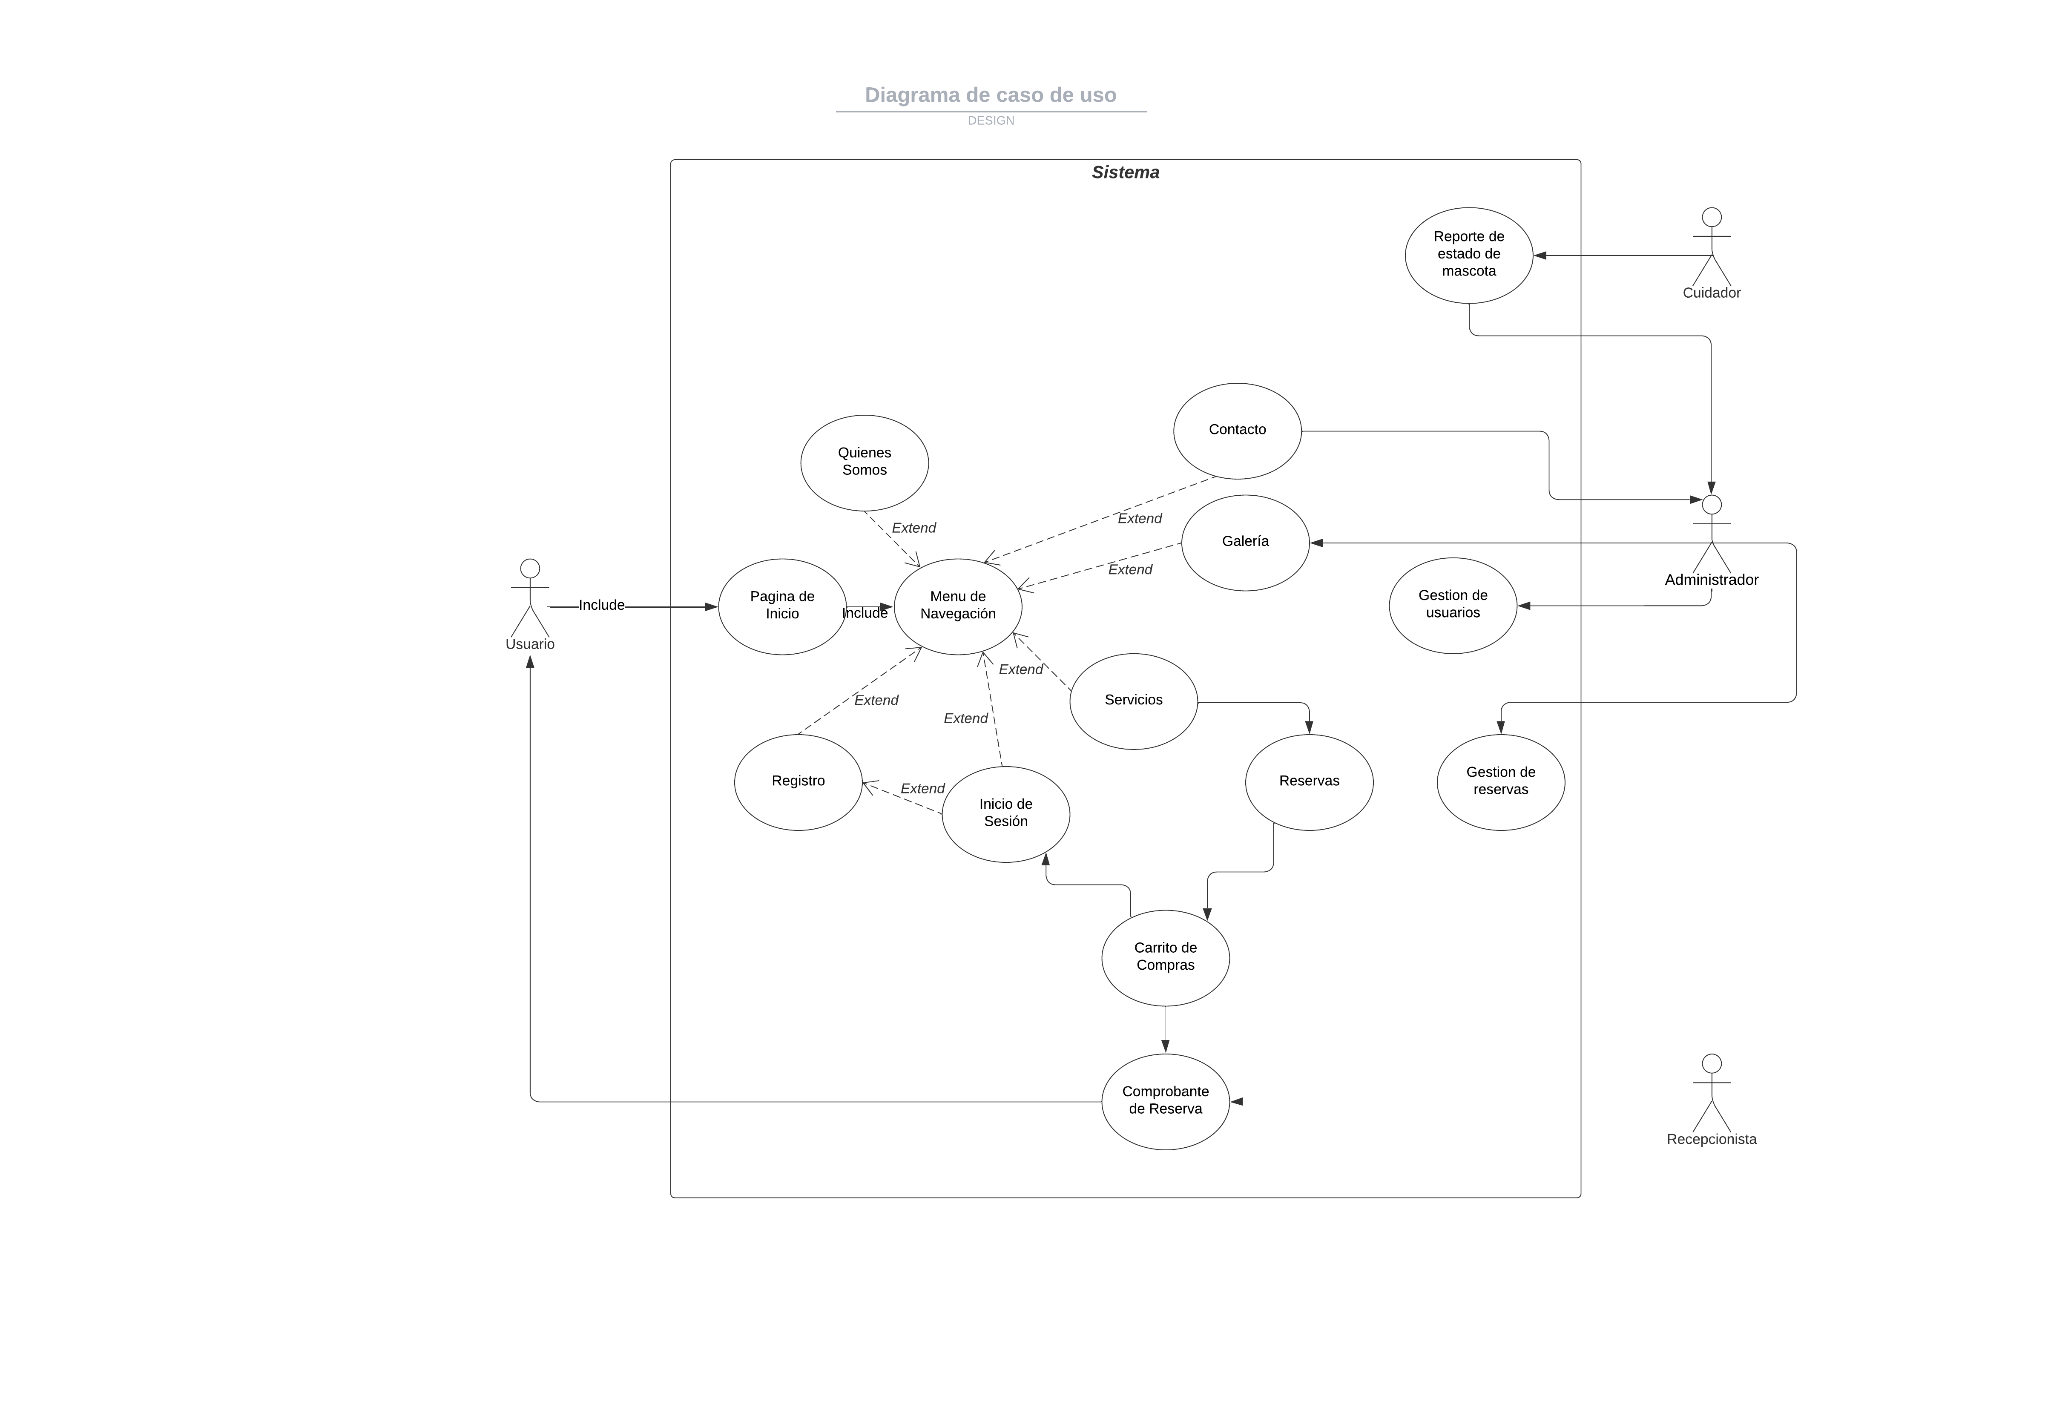 Diagrama de caso de uso
DESIGN
Sistema
Reporte de
estado de
mascota
Cuidador
Contacto
Quienes
Somos
Extend
Extend
Galería
Extend
Administrador
Usuario
Include
Pagina de
Inicio
Include
Menu de
Navegación
Gestion de
usuarios
Extend
Extend
Extend
Servicios
Registro
Extend
Inicio de
Sesión
Reservas
Gestion de
reservas
Carrito de
Compras
Comprobante
de Reserva
Recepcionista